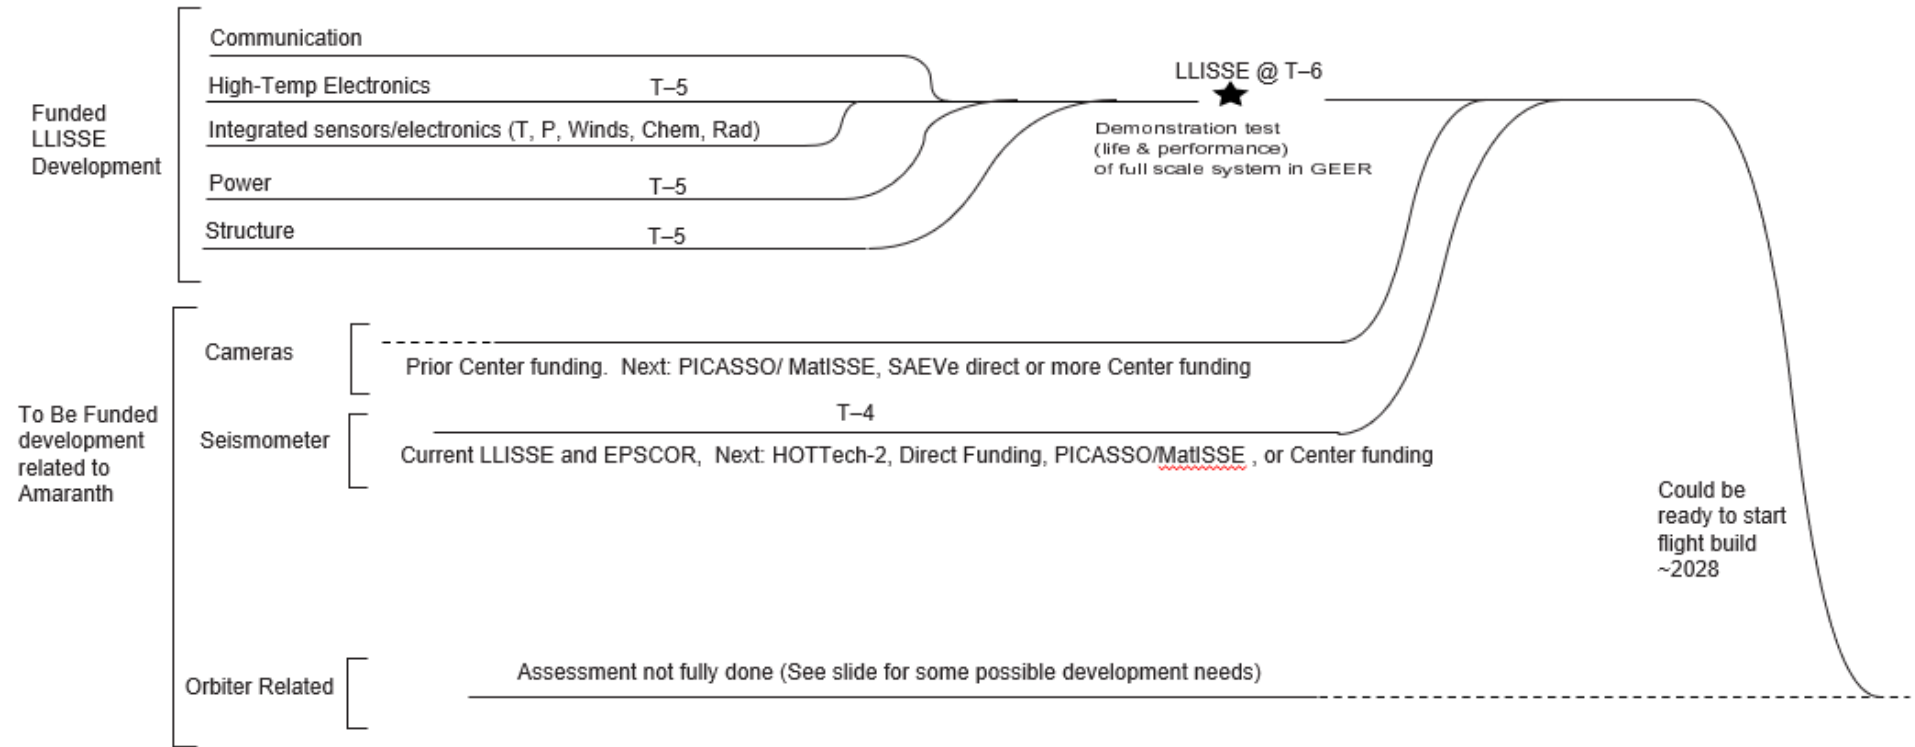 Communication
LLISSE @ T–6
High-Temp Electronics
T–5
Funded
LLISSE
Development
Integrated sensors/electronics (T, P, Winds, Chem, Rad)
Demonstration test
(life & performance)
of full scale system in GEER
Power
T–5
Structure
T–5
Cameras
Prior Center funding.  Next: PICASSO/ MatISSE, SAEVe direct or more Center funding
To Be Funded
development
related to
Amaranth
T–4
Seismometer
Current LLISSE and EPSCOR,  Next: HOTTech-2, Direct Funding, PICASSO/MatISSE , or Center funding
Could be
ready to start
flight build
~2028
Assessment not fully done (See slide for some possible development needs)
Orbiter Related